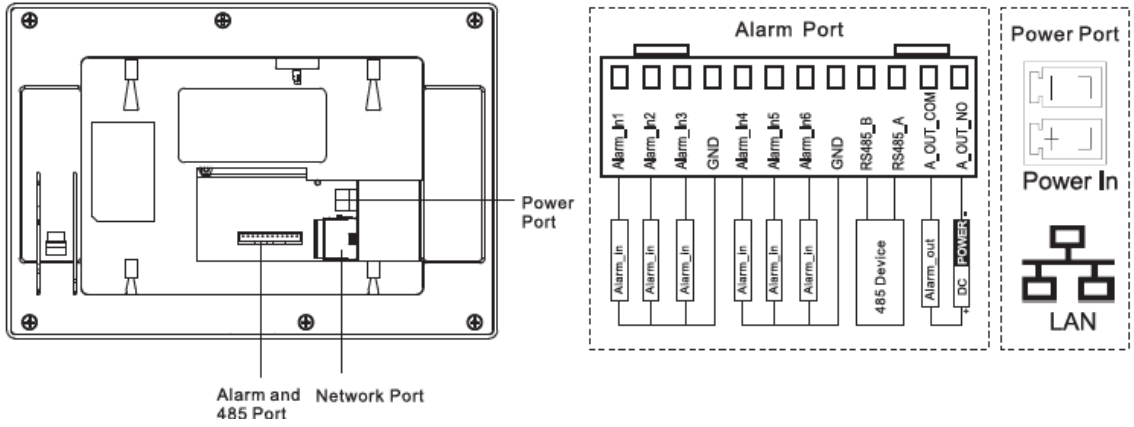 Power
Port
Alarm and
485 Port
Network Port
Alarm Port
Alarm_In1
Alarm_In2
Alarm_In3
GND
Alarm_In4
Alarm_In5
Alarm_In6
GND
RS485_B
RS485_A
A_OUT_COM
A_OUT_NO
Alarm_in
Alarm_in
Alarm_in
Alarm_in
Alarm_in
Alarm_in
485 Device
Alarm_out
+ DC POWER -
Power Port
-
+
Power In
LAN